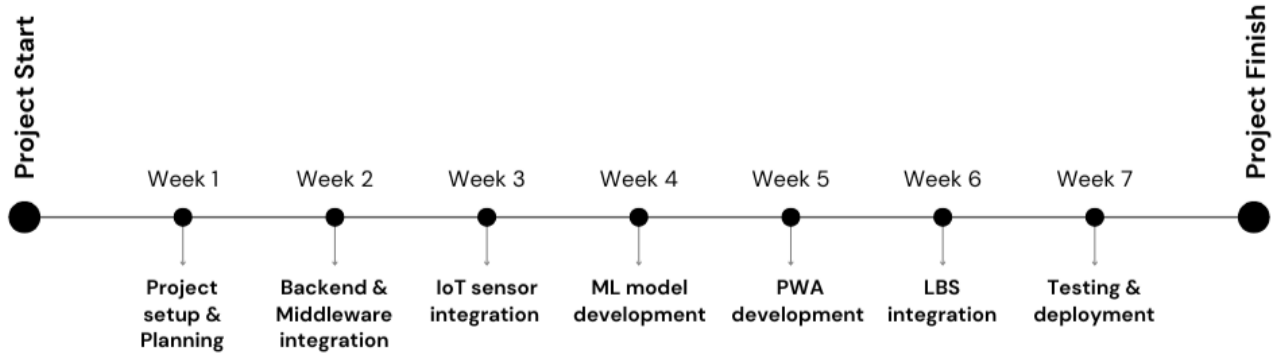 Project Start
Project Finish
Week 1
Week 2
Week 3
Week 4
Week 5
Week 6
Week 7
Project
setup &
Planning
Backend &
Middleware
integration
IoT sensor
integration
ML model
development
PWA
development
LBS
integration
Testing &
deployment